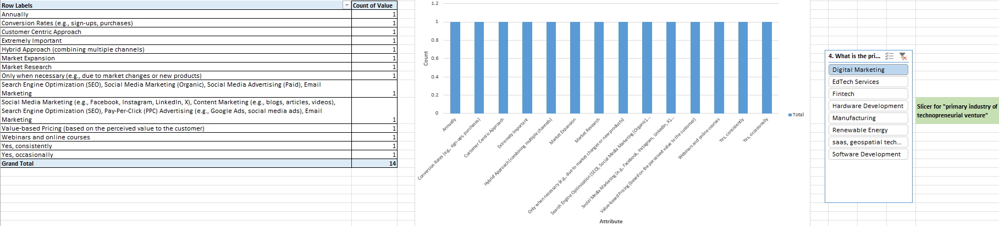 Row Labels Count of Value
Annually 1
Conversion Rates (e.g., sign-ups, purchases) 1
Customer Centric Approach 1
Extremely Important 1
Hybrid Approach (combining multiple channels) 1
Market Expansion 1
Market Research 1
Only when necessary (e.g., due to market changes or new products) 1
Search Engine Optimization (SEO), Social Media Marketing (Organic), Social Media Advertising (Paid), Email
Marketing 1
Social Media Marketing (e.g., Facebook, Instagram, LinkedIn, X), Content Marketing (e.g., blogs, articles, videos),
Search Engine Optimization (SEO), Pay-Per-Click (PPC) Advertising (e.g., Google Ads, social media ads), Email
Marketing 1
Value-based Pricing (based on the perceived value to the customer) 1
Webinars and online courses 1
Yes, consistently 1
Yes, occasionally 1
Grand Total 14
1.2
1
0.8
0.6
0.4
0.2
0
Count
Annually
Conversion Rates (e.g., sign-ups, purchases)
Customer Centric Approach
Extremely Important
Hybrid Approach (combining multiple channels)
Market Expansion
Market Research
Only when necessary (e.g., due to market changes or new products)
Search Engine Optimization (SEO), Social Media Marketing (Organic),...
Social Media Marketing (e.g., Facebook, Instagram, LinkedIn, X),...
Value-based Pricing (based on the perceived value to the customer)
Webinars and online courses
Yes, consistently
Yes, occasionally
Attribute
Total
4. What is the pri...
Digital Marketing
EdTech Services
Fintech
Hardware Development
Manufacturing
Renewable Energy
saas, geospatial tech...
Software Development
Slicer for "primary industry of
technopreneurial venture"